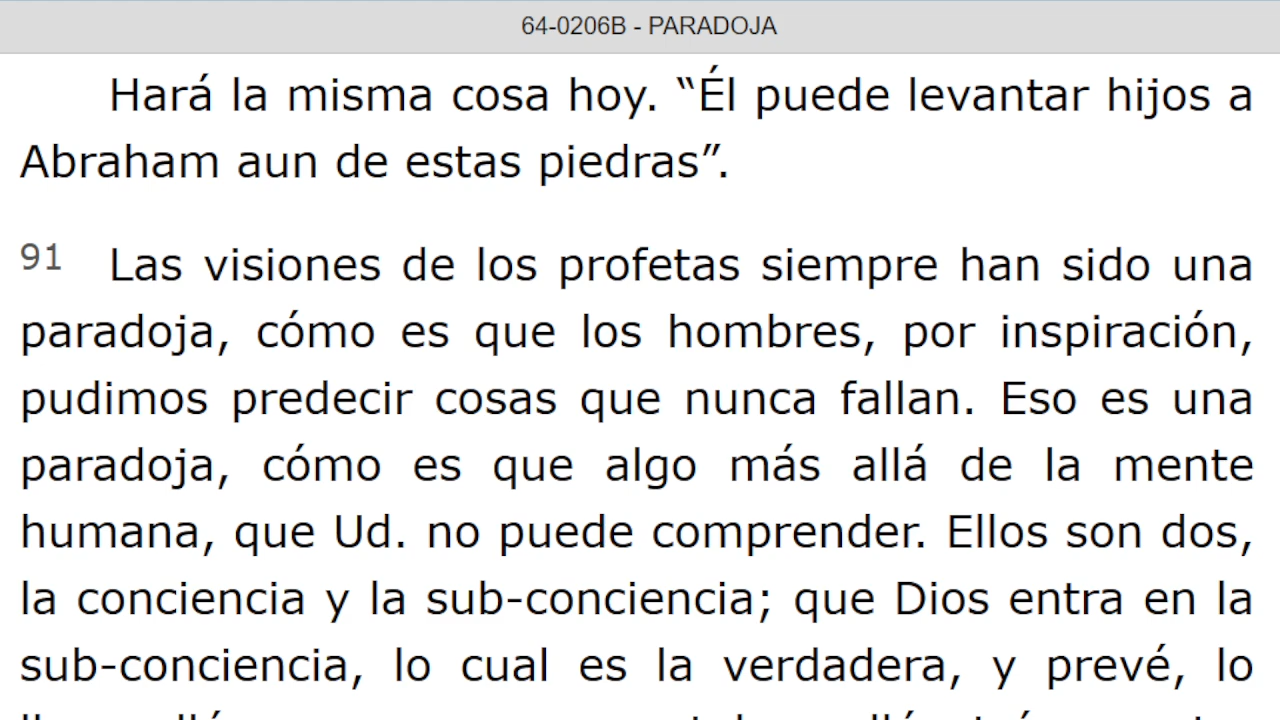 64-0206B - PARADOJA
Hará la misma cosa hoy. “Él puede levantar hijos a
Abraham aun de estas piedras”.
91 Las visiones de los profetas siempre han sido una
paradoja, cómo es que los hombres, por inspiración,
pudimos predecir cosas que nunca fallan. Eso es una
paradoja, cómo es que algo más allá de la mente
humana, que Ud. no puede comprender. Ellos son dos,
la conciencia y la sub-conciencia; que Dios entra en la
sub-conciencia, lo cual es la verdadera, y prevé, lo